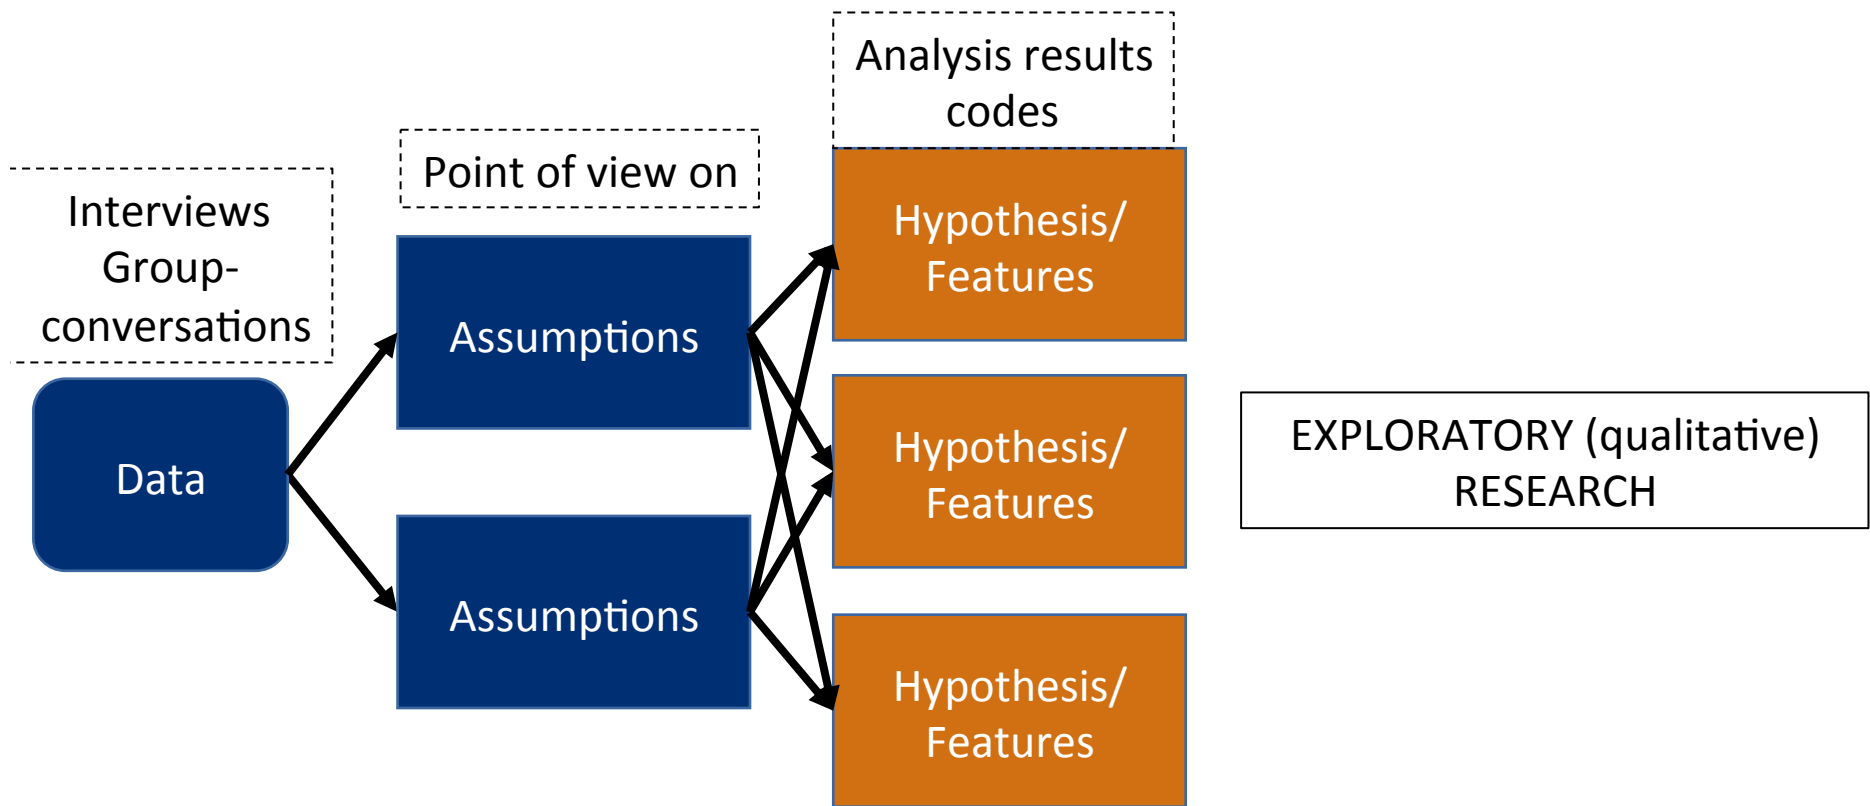 Interviews
Group-
conversations
Data
Point of view on
Assumptions
Assumptions
Analysis results
codes
Hypothesis/
Features
Hypothesis/
Features
Hypothesis/
Features
EXPLORATORY (qualitative)
RESEARCH